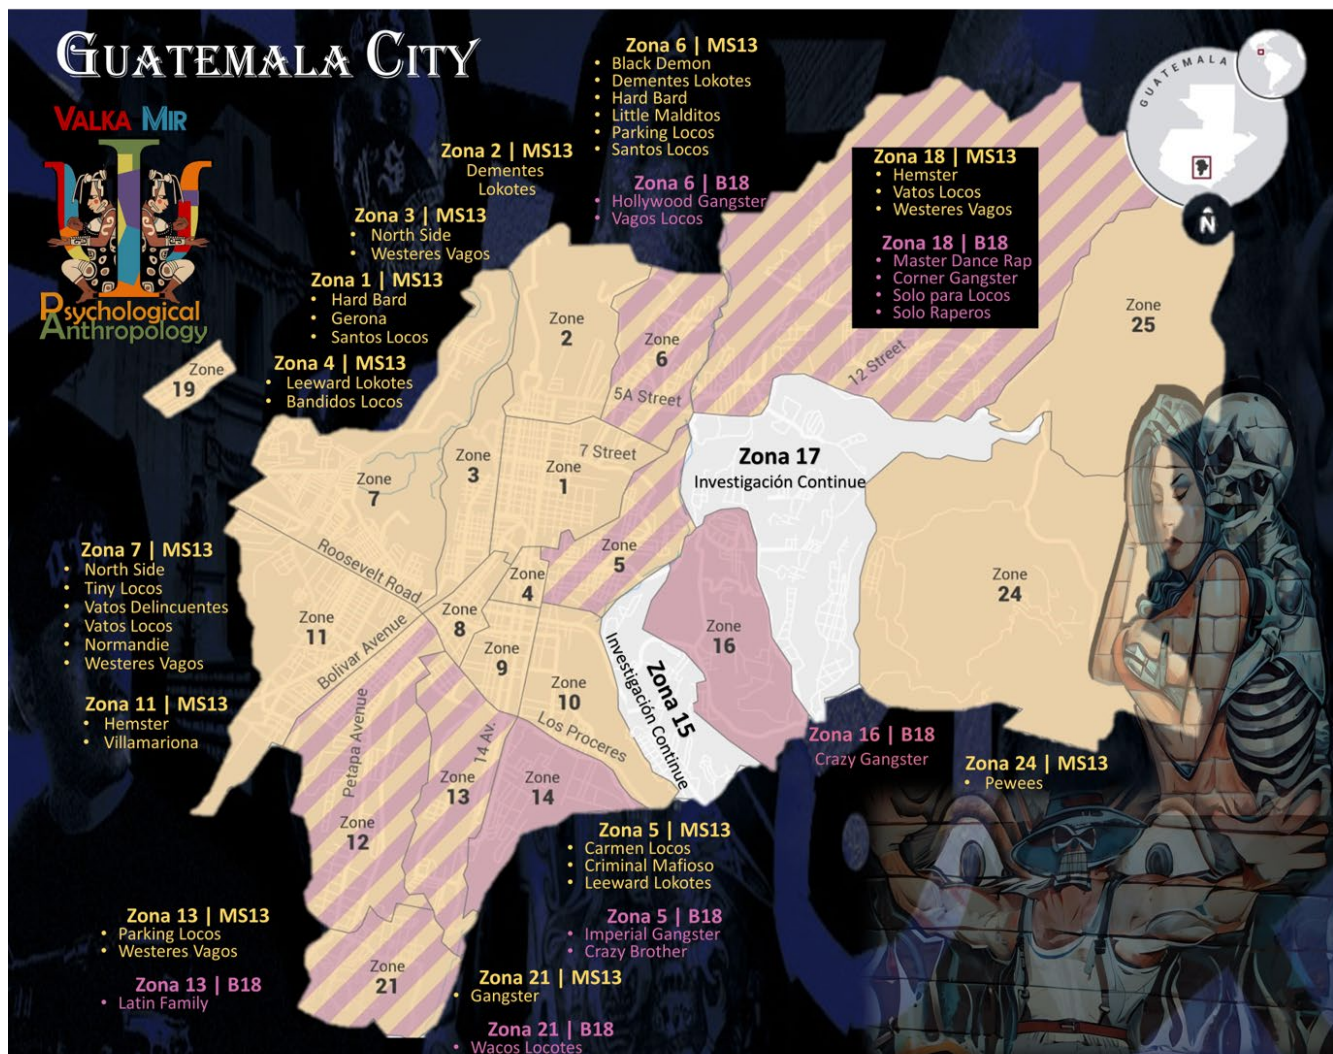 GUATEMALA CITY
VALKA MIR
Psychological
Anthropology
GUATEMALA
Ñ
Zona 6 | MS13
• Black Demon
• Dementes Lokotes
• Hard Bard
• Little Malditos
• Parking Locos
• Santos Locos
Zona 6 | B18
• Hollywood Gangster
• Vagos Locos
Zona 2 | MS13
Dementes
Lokotes
Zona 3 | MS13
• North Side
• Westeres Vagos
Zona 1 | MS13
• Hard Bard
• Gerona
• Santos Locos
Zona 4 | MS13
• Leeward Lokotes
• Bandidos Locos
Zona 18 | MS13
• Hemster
• Vatos Locos
• Westeres Vagos
Zona 18 | B18
• Master Dance Rap
• Corner Gangster
• Solo para Locos
• Solo Raperos
Zone
25
Zone
2
Zone
6
5A Street
12 Street
Zone
19
Zone
7
Zone
3
Zone
1
7 Street
Zona 17
Investigación Continue
Roosevelt Road
Zone
5
Zone
4
Zone
8
Zone
11
Bolivar Avenue
Zone
9
Zone
10
Los Proceres
Zona 15
Investigación Continue
Zone
16
Zone
24
Petapa Avenue
14 Av.
Zone
12
Zone
13
Zone
14
Zone
21
Zona 7 | MS13
• North Side
• Tiny Locos
• Vatos Delincuentes
• Vatos Locos
• Normandie
• Westeres Vagos
Zona 11 | MS13
• Hemster
• Villamariona
Zona 16 | B18
Crazy Gangster
Zona 24 | MS13
• Pewees
Zona 5 | MS13
• Carmen Locos
• Criminal Mafioso
• Leeward Lokotes
Zona 5 | B18
• Imperial Gangster
• Crazy Brother
Zona 13 | MS13
• Parking Locos
• Westeres Vagos
Zona 13 | B18
• Latin Family
Zona 21 | MS13
• Gangster
Zona 21 | B18
• Wacos Locotes